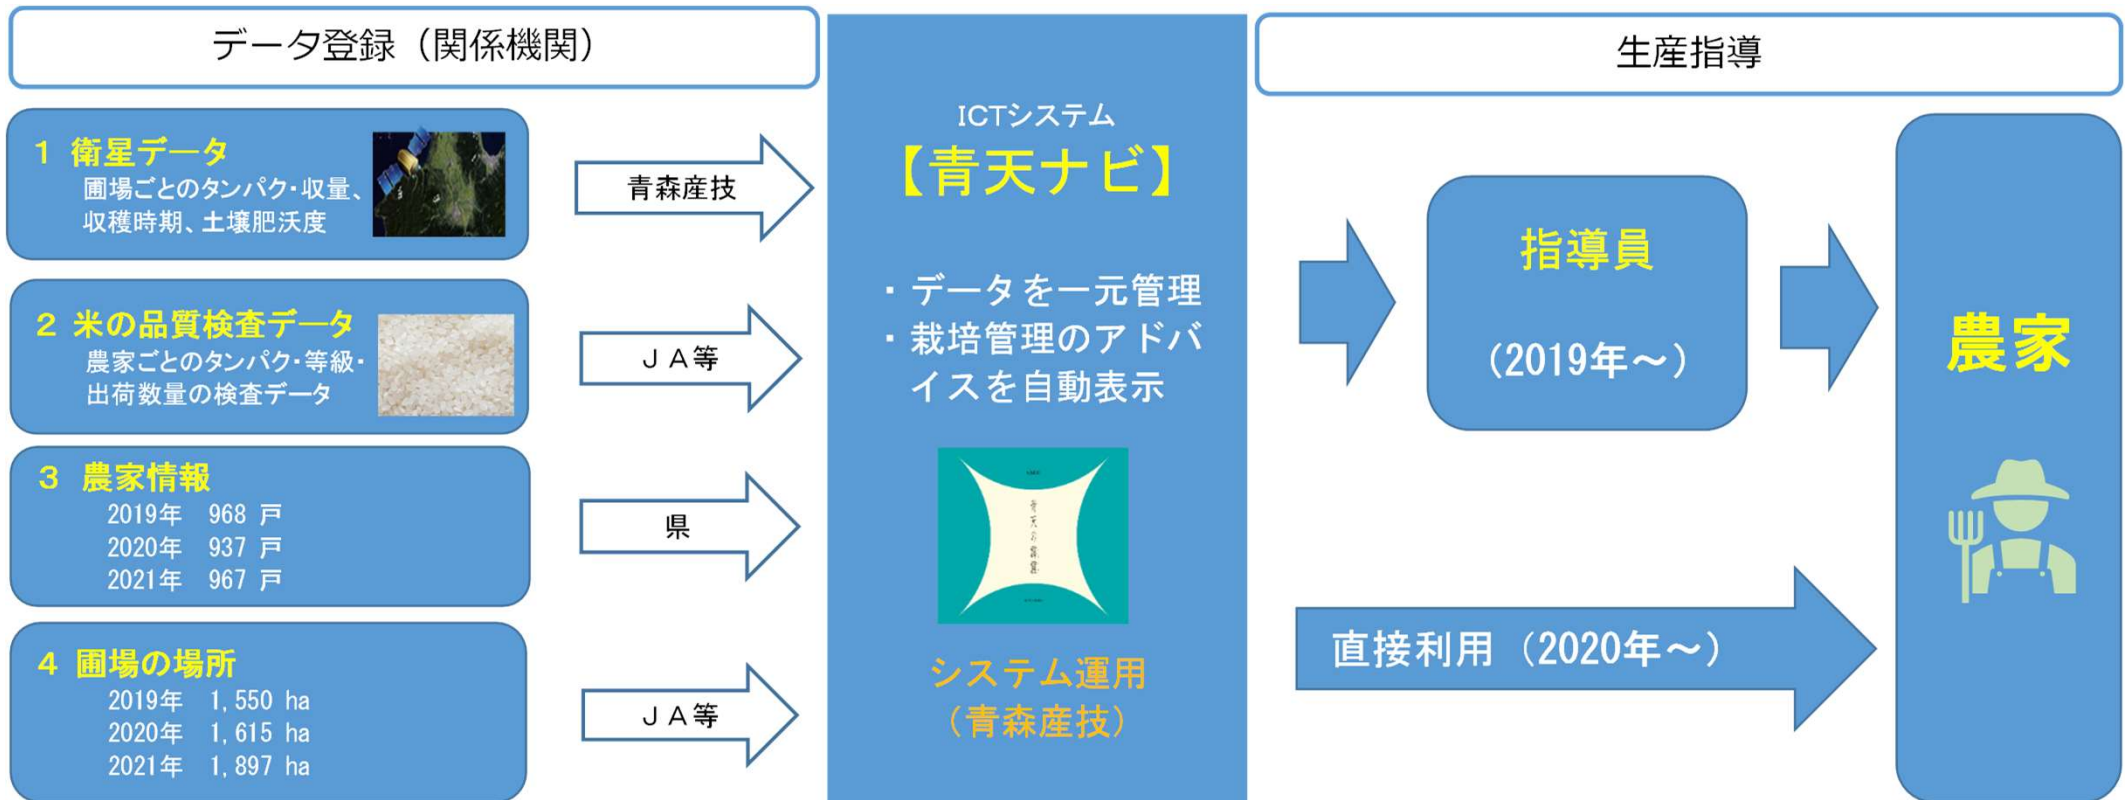 データ登録（関係機関）
１ 衛星データ
圃場ごとのタンパク・収量、
収穫時期、土壌肥沃度
青森産技
２ 米の品質検査データ
農家ごとのタンパク・等級・
出荷数量の検査データ
ＪＡ等
３ 農家情報
2019年 968 戸
2020年 937 戸
2021年 967 戸
県
４ 圃場の場所
2019年 1,550 ha
2020年 1,615 ha
2021年 1,897 ha
ＪＡ等
ICTシステム
【青天ナビ】
・データを一元管理
・栽培管理のアドバ
イスを自動表示
青天の霹靂
システム運用
（青森産技）
生産指導
指導員
（2019年～）
直接利用（2020年～）
農家